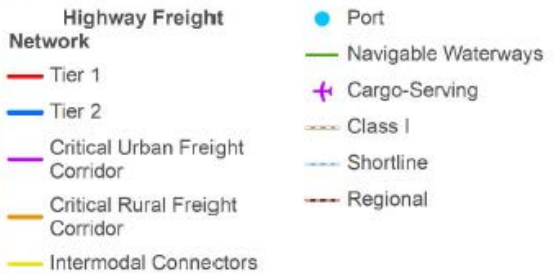 Highway Freight
Network
Tier 1
Tier 2
Critical Urban Freight
Corridor
Critical Rural Freight
Corridor
Intermodal Connectors
Port
Navigable Waterways
Cargo-Serving
Class I
Shortline
Regional